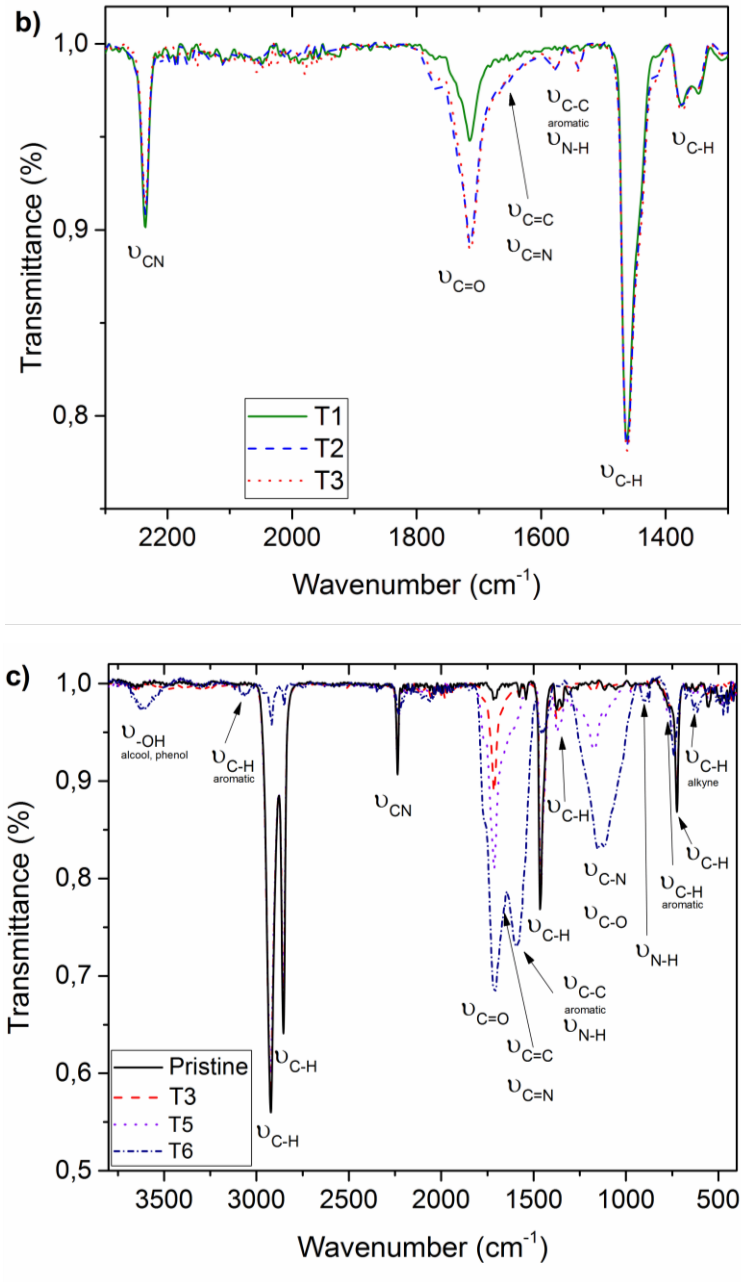 b)
1,0
0,9
0,8
Transmittance (%)
υCN
υC=O
υC=C
υC=N
υC-C
aromatic
υN-H
υC-H
υC-H
T1
T2
T3
2200 2000 1800 1600 1400
Wavenumber (cm-1)
c)
1,0
0,9
0,8
0,7
0,6
0,5
Transmittance (%)
υ-OH
alcool, phenol
υC-H
aromatic
υCN
υC-H
υC-H
alkyne
υC-H
υC-N
υC-O
υC-H
aromatic
υN-H
υC-H
υC-C
aromatic
υN-H
υC=O
υC=C
υC=N
υC-H
υC-H
Pristine
T3
T5
T6
3500 3000 2500 2000 1500 1000 500
Wavenumber (cm-1)